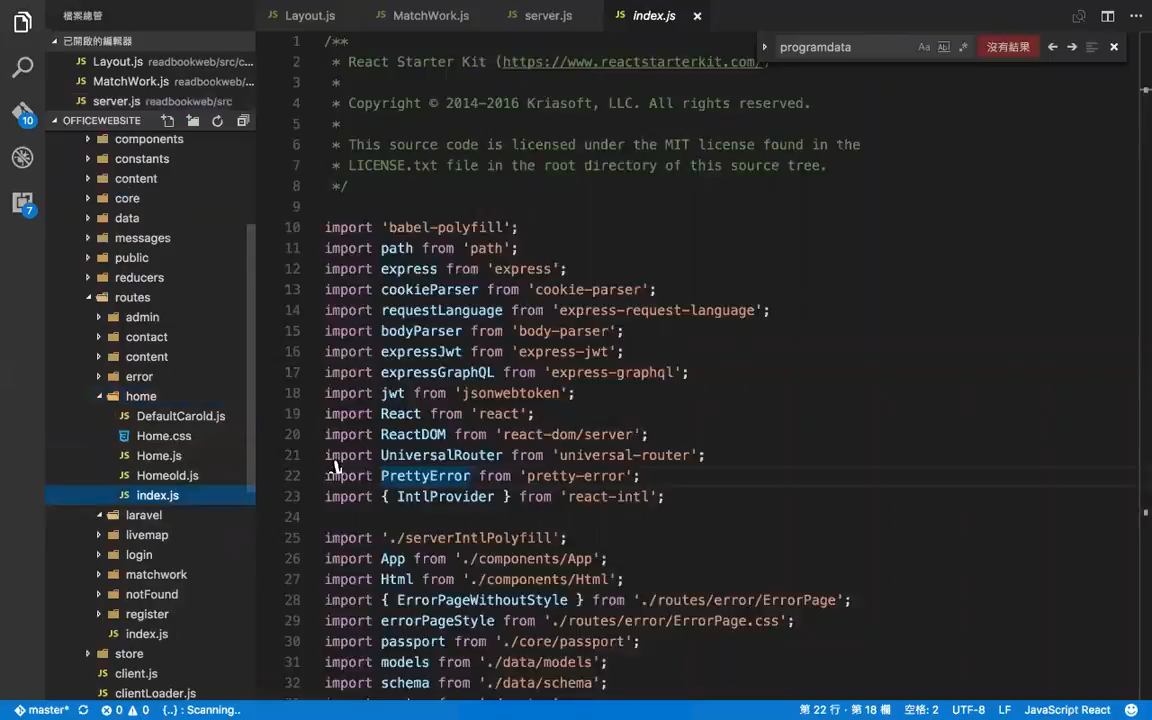 檔案總管
Layout.js
MatchWork.js
server.js
index.js
已開啟的編輯器
Layout.js readbookweb/src/c...
MatchWork.js readbookweb/...
server.js readbookweb/src
OFFICEWEBSITE
components
constants
content
core
data
messages
public
reducers
routes
admin
contact
content
error
home
DefaultCarold.js
Home.css
Home.js
Homeold.js
index.js
laravel
livemap
login
matchwork
notFound
register
index.js
store
client.js
clientLoader.js
10
7
programdata
Aa
Abl
沒有結果
1 /**
2 * React Starter Kit (https://www.reactstarterkit.com/)
3 *
4 * Copyright © 2014-2016 Kriasoft, LLC. All rights reserved.
5 *
6 * This source code is licensed under the MIT license found in the
7 * LICENSE.txt file in the root directory of this source tree.
8 */
9
10 import 'babel-polyfill';
11 import path from 'path';
12 import express from 'express';
13 import cookieParser from 'cookie-parser';
14 import requestLanguage from 'express-request-language';
15 import bodyParser from 'body-parser';
16 import expressJwt from 'express-jwt';
17 import expressGraphQL from 'express-graphql';
18 import jwt from 'jsonwebtoken';
19 import React from 'react';
20 import ReactDOM from 'react-dom/server';
21 import UniversalRouter from 'universal-router';
22 import PrettyError from 'pretty-error';
23 import { IntlProvider } from 'react-intl';
24
25 import './serverIntlPolyfill';
26 import App from './components/App';
27 import Html from './components/Html';
28 import { ErrorPageWithoutStyle } from './routes/error/ErrorPage';
29 import errorPageStyle from './routes/error/ErrorPage.css';
30 import passport from './core/passport';
31 import models from './data/models';
32 import schema from './data/schema';
master* 0 0 {..} : Scanning..
第 22 行，第 18 欄 空格: 2 UTF-8 LF JavaScript React